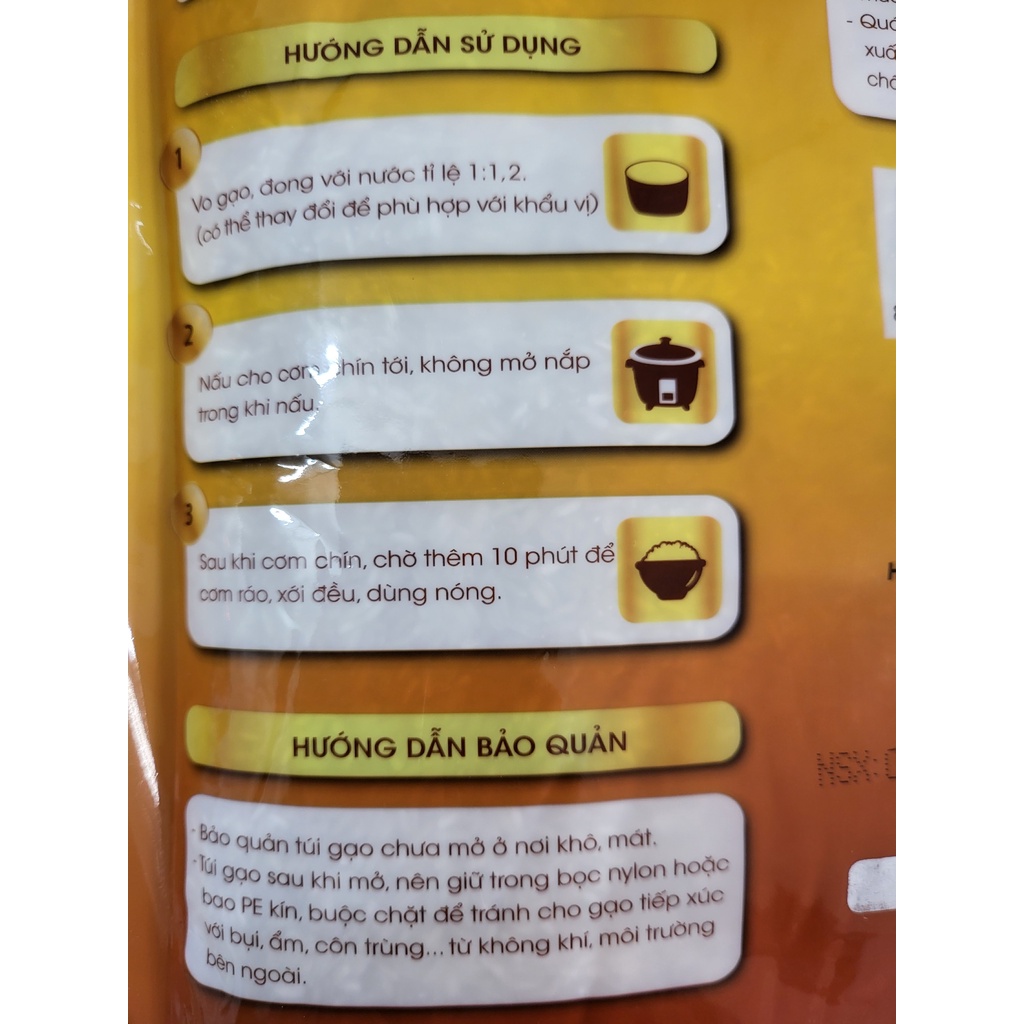 HƯỚNG DẪN SỬ DỤNG
1
Vo gạo, đong với nước tỉ lệ 1:1,2.
(có thể thay đổi để phù hợp với khẩu vị)
2
Nấu cho cơm chín tới, không mở nắp
trong khi nấu.
3
Sau khi cơm chín, chờ thêm 10 phút để
cơm ráo, xới đều, dùng nóng.
HƯỚNG DẪN BẢO QUẢN
- Bảo quản túi gạo chưa mở ở nơi khô, mát.
- Túi gạo sau khi mở, nên giữ trong bọc nylon hoặc
bao PE kín, buộc chặt để tránh cho gạo tiếp xúc
với bụi, ẩm, côn trùng... từ không khí, môi trường
bên ngoài.
NSX: